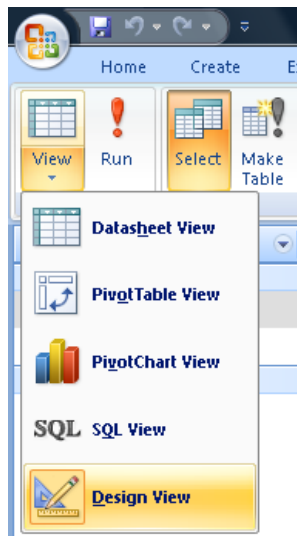 Home Create E
View Run Select Make Table
Datasheet View
PivotTable View
PivotChart View
SQL SQL View
Design View